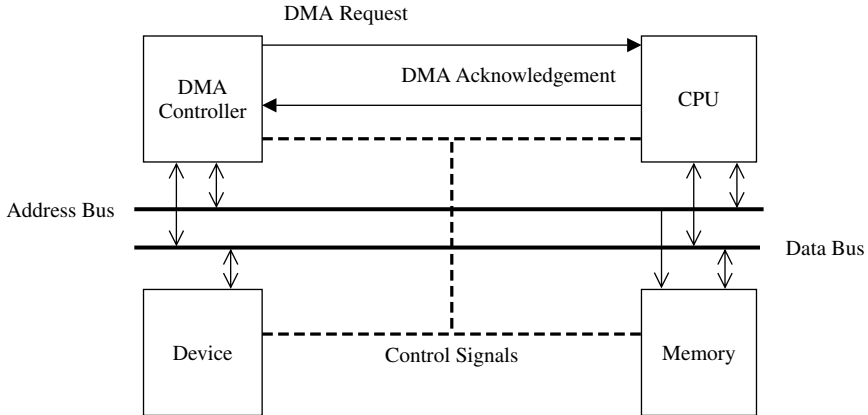 DMA Request
DMA Acknowledgement
DMA
Controller
CPU
Address Bus
Data Bus
Device
Control Signals
Memory